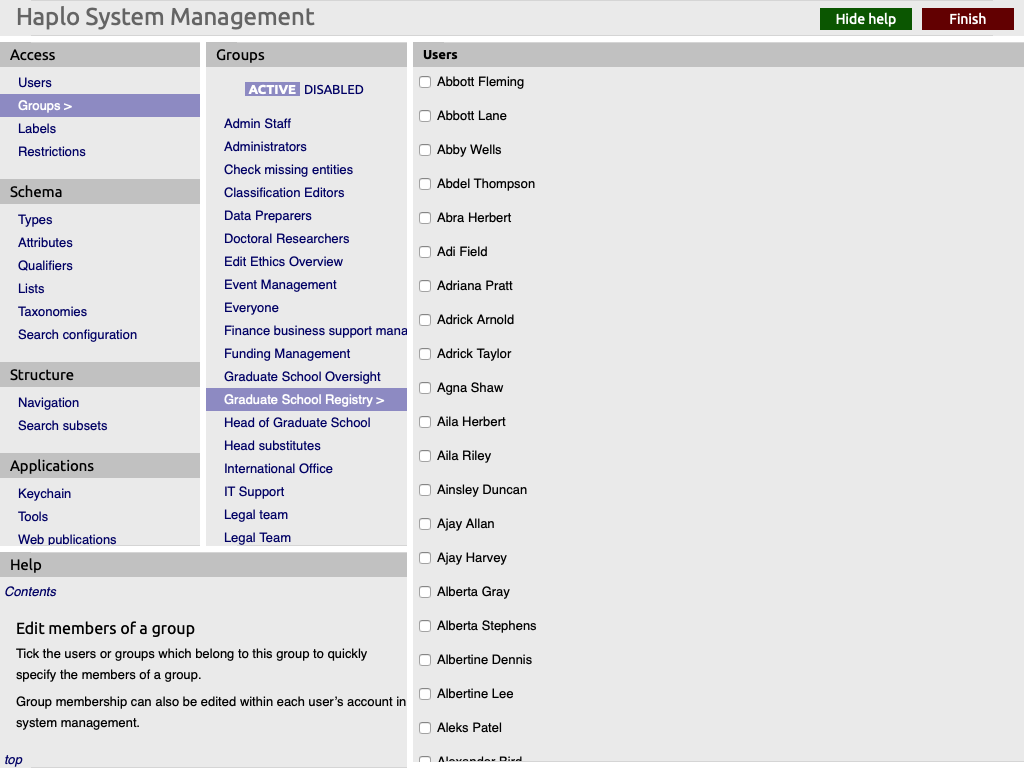 Haplo System Management
Hide help
Finish
Access
Users
Groups >
Labels
Restrictions
Schema
Types
Attributes
Qualifiers
Lists
Taxonomies
Search configuration
Structure
Navigation
Search subsets
Applications
Keychain
Tools
Web publications
Groups
ACTIVE DISABLED
Admin Staff
Administrators
Check missing entities
Classification Editors
Data Preparers
Doctoral Researchers
Edit Ethics Overview
Event Management
Everyone
Finance business support mana
Funding Management
Graduate School Oversight
Graduate School Registry >
Head of Graduate School
Head substitutes
International Office
IT Support
Legal team
Legal Team
Help
Contents
Edit members of a group
Tick the users or groups which belong to this group to quickly
specify the members of a group.
Group membership can also be edited within each user's account in
system management.
top
Users
Abbott Fleming
Abbott Lane
Abby Wells
Abdel Thompson
Abra Herbert
Adi Field
Adriana Pratt
Adrick Arnold
Adrick Taylor
Agna Shaw
Aila Herbert
Aila Riley
Ainsley Duncan
Ajay Allan
Ajay Harvey
Alberta Gray
Alberta Stephens
Albertine Dennis
Albertine Lee
Aleks Patel
Alexander Bird